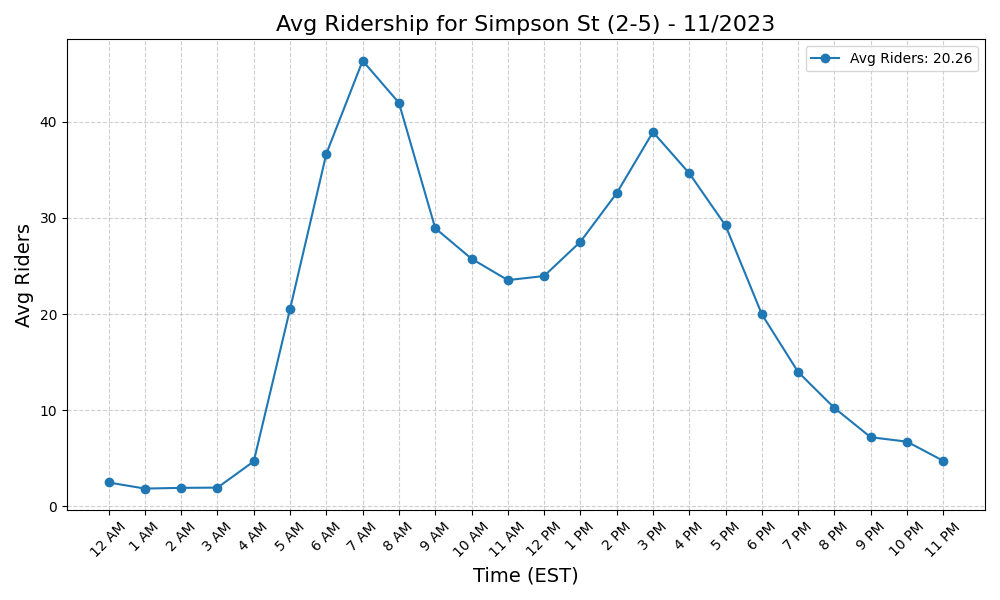 Avg Ridership for Simpson St (2-5) - 11/2023
Avg Riders: 20.26
Avg Riders
40
30
20
10
0
12 AM
1 AM
2 AM
3 AM
4 AM
5 AM
6 AM
7 AM
8 AM
9 AM
10 AM
11 AM
12 PM
1 PM
2 PM
3 PM
4 PM
5 PM
6 PM
7 PM
8 PM
9 PM
10 PM
11 PM
Time (EST)